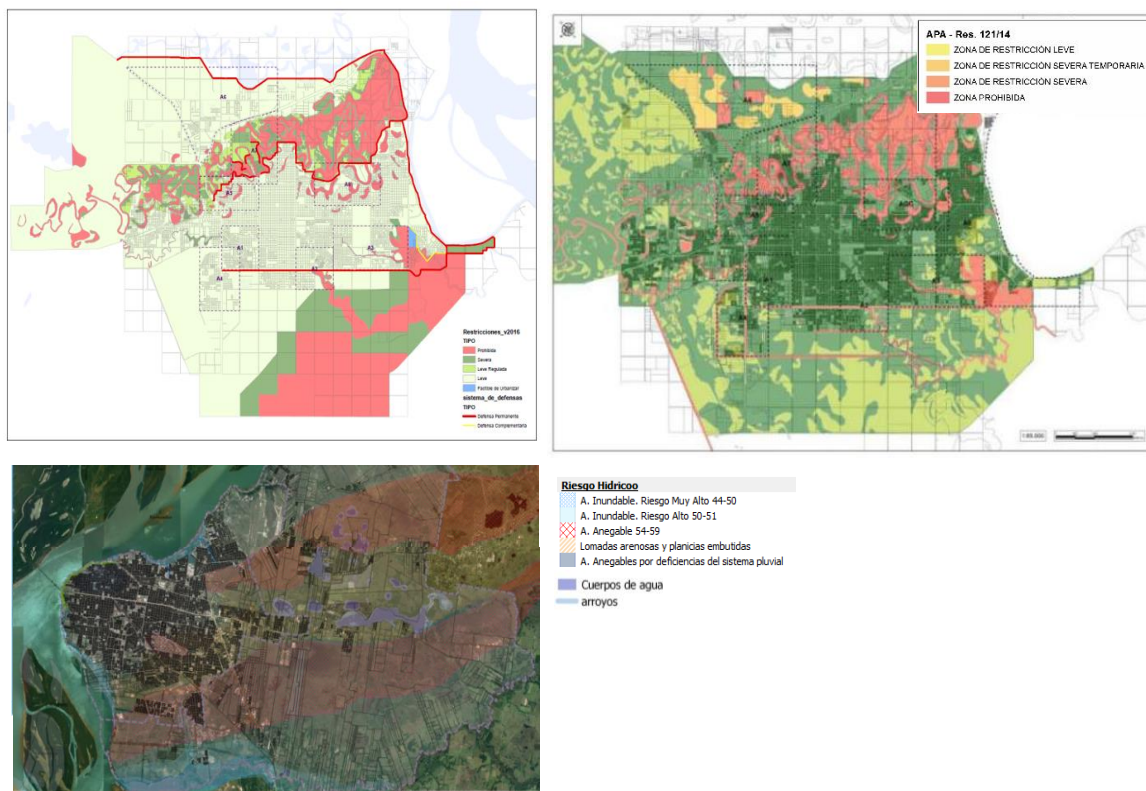 Restricciones_v2015
TIPO
Prohibida
Severa
Leve Regulada
Leve
Factible de Urbanizar
sistema_de_defensas
TIPO
Defensa Permanente
Defensa Complementaria
APA - Res. 121/14
ZONA DE RESTRICCIÓN LEVE
ZONA DE RESTRICCIÓN SEVERA TEMPORARIA
ZONA DE RESTRICCIÓN SEVERA
ZONA PROHIBIDA
Riesgo Hidricoo
A. Inundable. Riesgo Muy Alto 44-50
A. Inundable. Riesgo Alto 50-51
A. Anegable 54-59
Lomadas arenosas y planicies embutidas
A. Anegables por deficiencias del sistema pluvial
Cuerpos de agua
arroyos